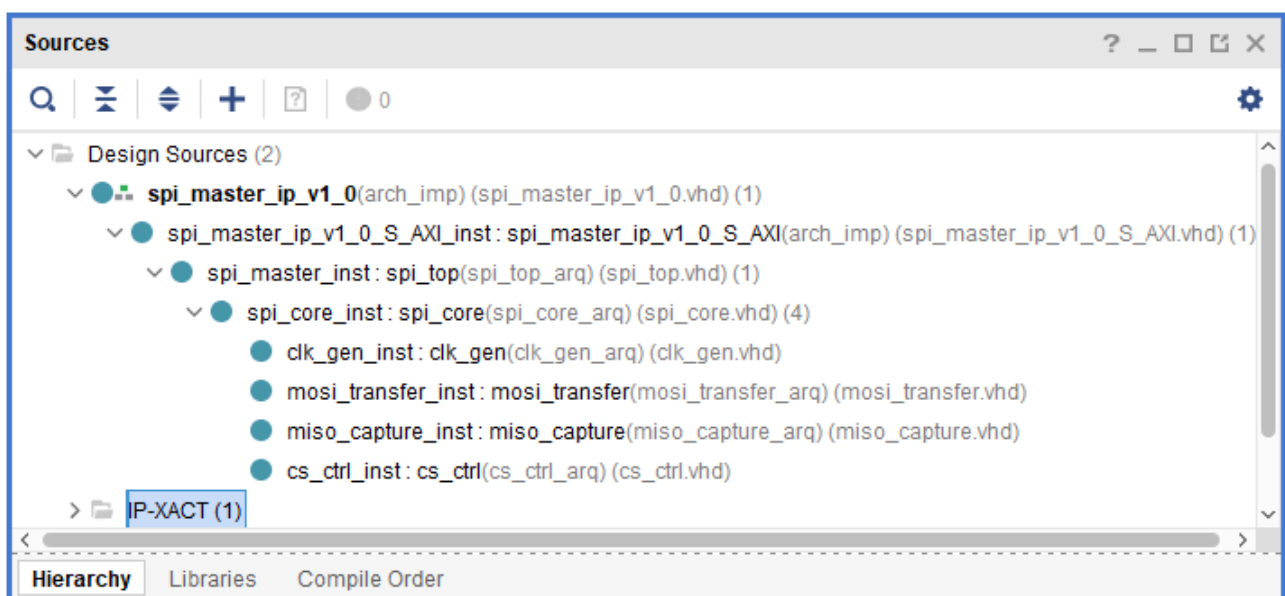 Sources
? 0
Design Sources (2)
spi_master_ip_v1_0(arch_imp) (spi_master_ip_v1_0.vhd) (1)
spi_master_ip_v1_0_S_AXI_inst : spi_master_ip_v1_0_S_AXI(arch_imp) (spi_master_ip_v1_0_S_AXI.vhd) (1)
spi_master_inst : spi_top(spi_top_arq) (spi_top.vhd) (1)
spi_core_inst : spi_core(spi_core_arq) (spi_core.vhd) (4)
clk_gen_inst : clk_gen(clk_gen_arq) (clk_gen.vhd)
mosi_transfer_inst : mosi_transfer(mosi_transfer_arq) (mosi_transfer.vhd)
miso_capture_inst : miso_capture(miso_capture_arq) (miso_capture.vhd)
cs_ctrl_inst : cs_ctrl(cs_ctrl_arq) (cs_ctrl.vhd)
IP-XACT (1)
Hierarchy Libraries Compile Order